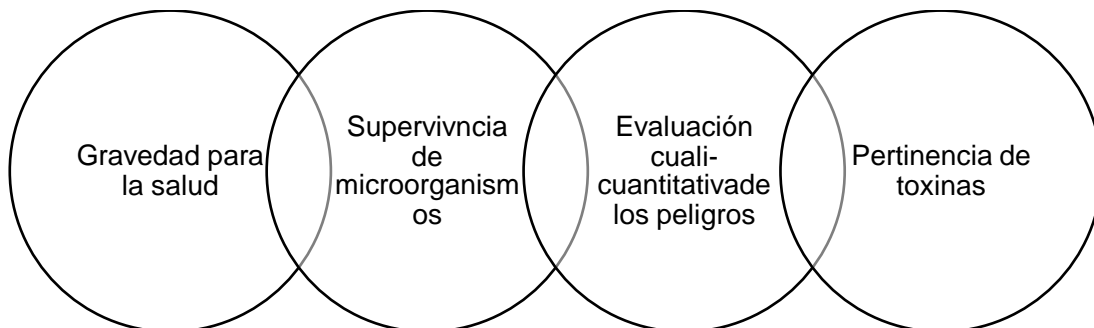 Gravedad para
la salud
Supervivncia
de
microorganism
os
Evaluación
cuali-
cuantitativade
los peligros
Pertinencia de
toxinas